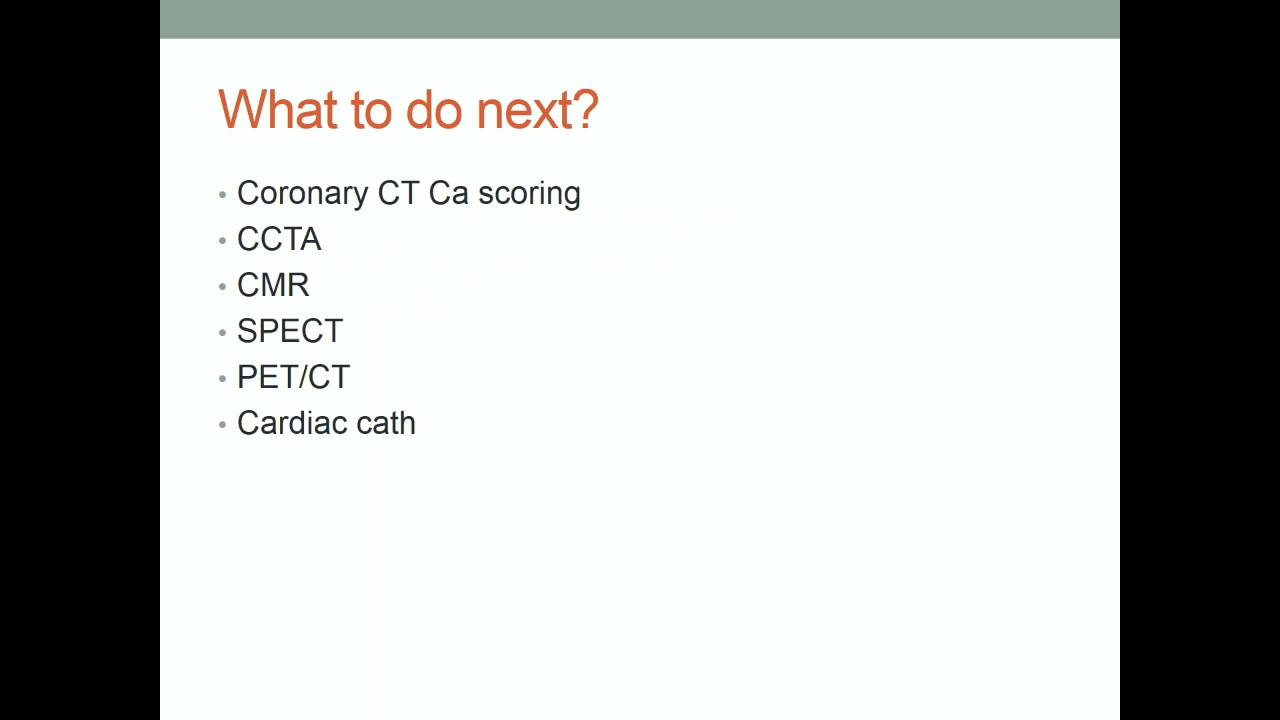 What to do next?
• Coronary CT Ca scoring
• CCTA
• CMR
• SPECT
• PET/CT
• Cardiac cath